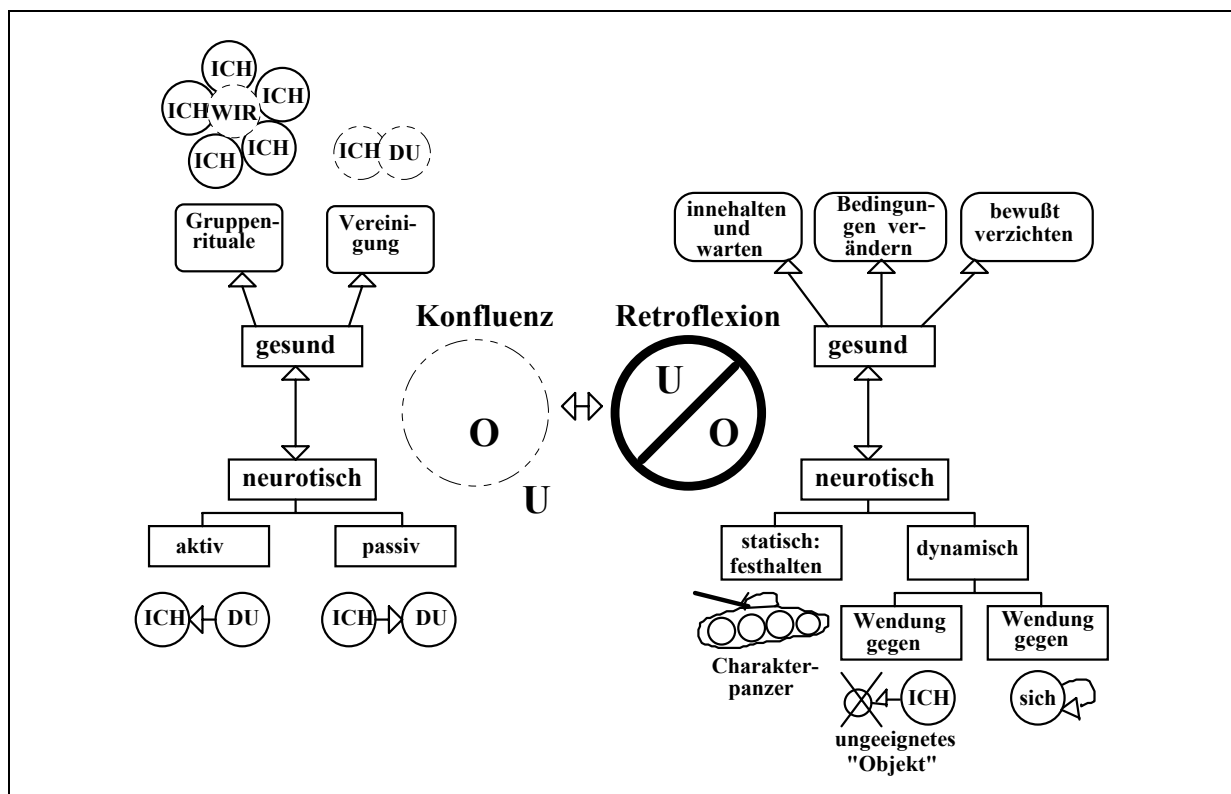 ICH
ICH
ICH
WIR
ICH
ICH
ICH
DU
Gruppen-
rituale
Vereini-
gung
gesund
neurotisch
aktiv
passiv
ICH
DU
ICH
DU
Konfluenz
O
U
Retroflexion
U
O
innehalten
und
warten
Bedingun-
gen ver-
ändern
bewußt
verzichten
gesund
neurotisch
statisch:
festhalten
dynamisch
Charakter-
panzer
Wendung
gegen
ICH
ungeeignetes
"Objekt"
Wendung
gegen
sich